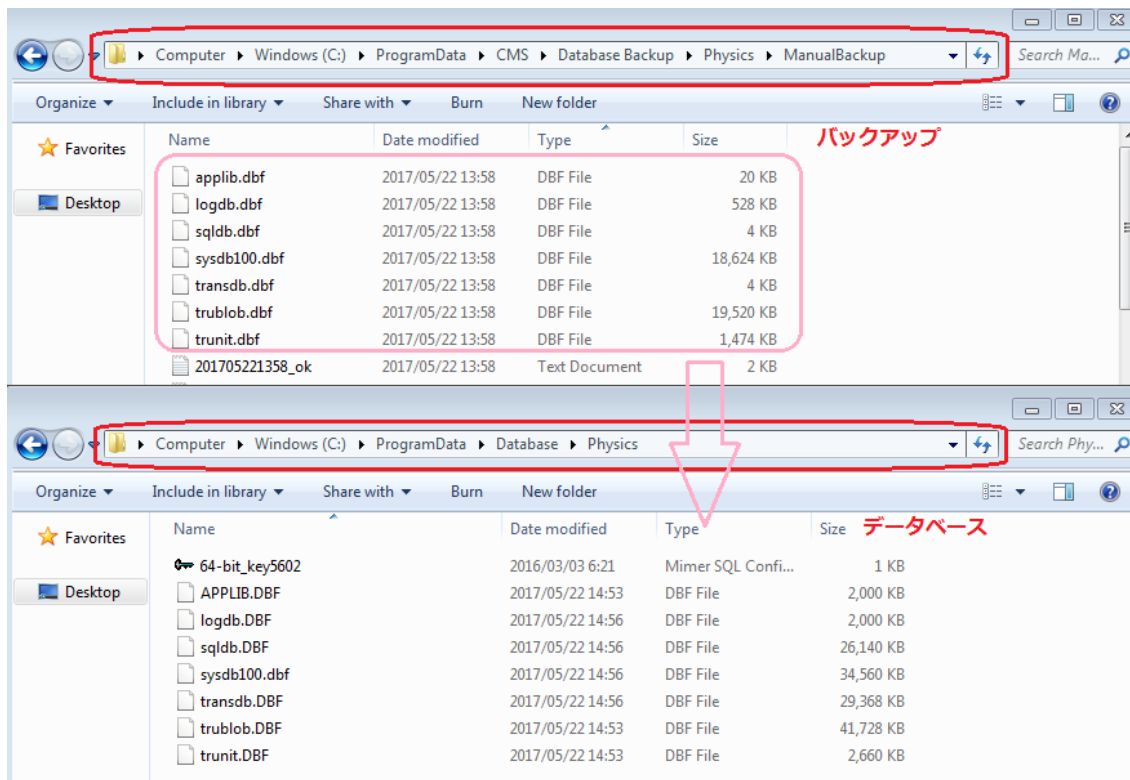 Computer Windows (C:) ProgramData CMS Database Backup Physics ManualBackup Search Ma...
Organize Include in library Share with Burn New folder
Name Date modified Type Size バックアップ
Favorites
Desktop
applib.dbf 2017/05/22 13:58 DBF File 20 KB
logdb.dbf 2017/05/22 13:58 DBF File 528 KB
sqldb.dbf 2017/05/22 13:58 DBF File 4 KB
sysdb100.dbf 2017/05/22 13:58 DBF File 18,624 KB
transdb.dbf 2017/05/22 13:58 DBF File 4 KB
trublob.dbf 2017/05/22 13:58 DBF File 19,520 KB
trunit.dbf 2017/05/22 13:58 DBF File 1,474 KB
201705221358_ok 2017/05/22 13:58 Text Document 2 KB
Computer Windows (C:) ProgramData Database Physics Search Phy...
Organize Include in library Share with Burn New folder
Name Date modified Type Size データベース
Favorites
Desktop
64-bit_key5602 2016/03/03 6:21 Mimer SQL Confi... 1 KB
APPLIB.DBF 2017/05/22 14:53 DBF File 2,000 KB
logdb.DBF 2017/05/22 14:56 DBF File 2,000 KB
sqldb.DBF 2017/05/22 14:56 DBF File 26,140 KB
sysdb100.dbf 2017/05/22 14:56 DBF File 34,560 KB
transdb.DBF 2017/05/22 14:56 DBF File 29,368 KB
trublob.DBF 2017/05/22 14:53 DBF File 41,728 KB
trunit.DBF 2017/05/22 14:53 DBF File 2,660 KB